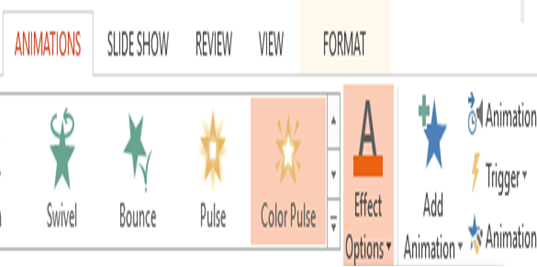 ANIMATIONS SLIDE SHOW REVIEW VIEW FORMAT
Swivel Bounce Pulse Color Pulse
Effect Options
Add Animation
Animation
Trigger
Animation